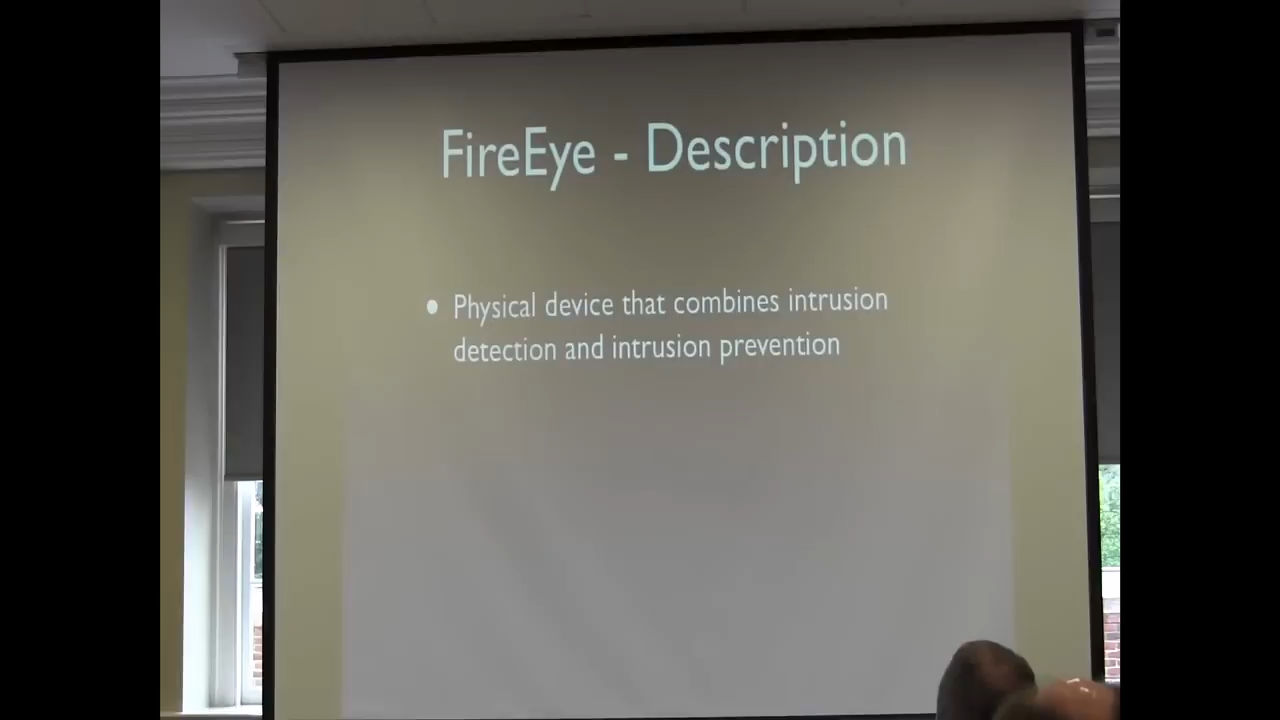 FireEye - Description
• Physical device that combines intrusion
detection and intrusion prevention